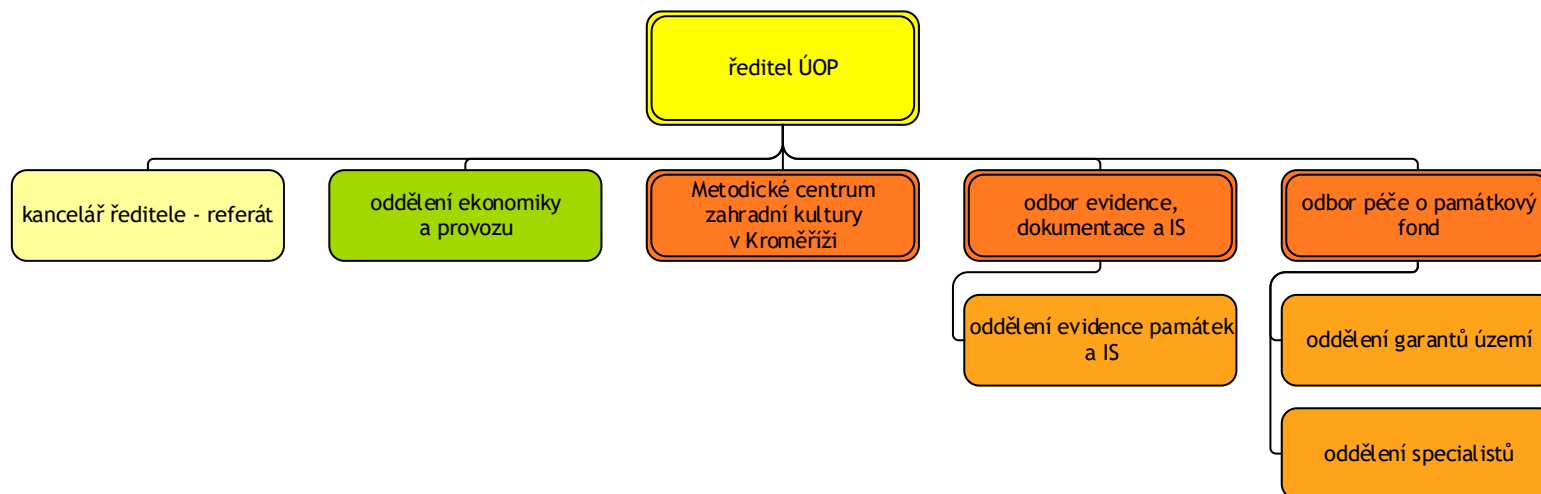 ředitel ÚOP
kancelář ředitele - referát
oddělení ekonomiky
a provozu
Metodické centrum
zahradní kultury
v Kroměříži
odbor evidence,
dokumentace a IS
odbor péče o památkový
fond
oddělení evidence památek
a IS
oddělení garantů území
oddělení specialistů